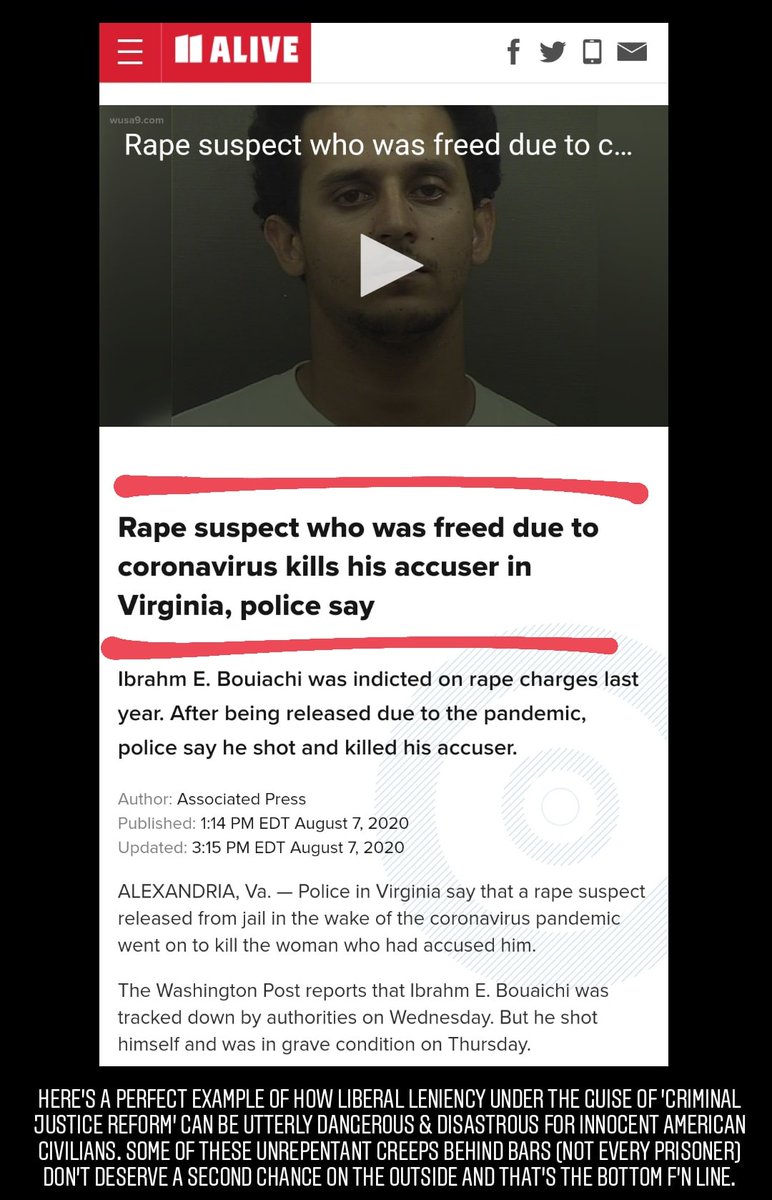 11 ALIVE
wusa9.com
Rape suspect who was freed due to c...
Rape suspect who was freed due to
coronavirus kills his accuser in
Virginia, police say
Ibrahm E. Bouiachi was indicted on rape charges last
year. After being released due to the pandemic,
police say he shot and killed his accuser.
Author: Associated Press
Published: 1:14 PM EDT August 7, 2020
Updated: 3:15 PM EDT August 7, 2020
ALEXANDRIA, Va. — Police in Virginia say that a rape suspect
released from jail in the wake of the coronavirus pandemic
went on to kill the woman who had accused him.
The Washington Post reports that Ibrahm E. Bouaichi was
tracked down by authorities on Wednesday. But he shot
himself and was in grave condition on Thursday.
HERE'S A PERFECT EXAMPLE OF HOW LIBERAL LENIENCY UNDER THE GUISE OF 'CRIMINAL
JUSTICE REFORM' CAN BE UTTERLY DANGEROUS & DISASTROUS FOR INNOCENT AMERICAN
CIVILIANS. SOME OF THESE UNREPENTANT CREEPS BEHIND BARS (NOT EVERY PRISONER)
DON'T DESERVE A SECOND CHANCE ON THE OUTSIDE AND THAT'S THE BOTTOM F'N LINE.